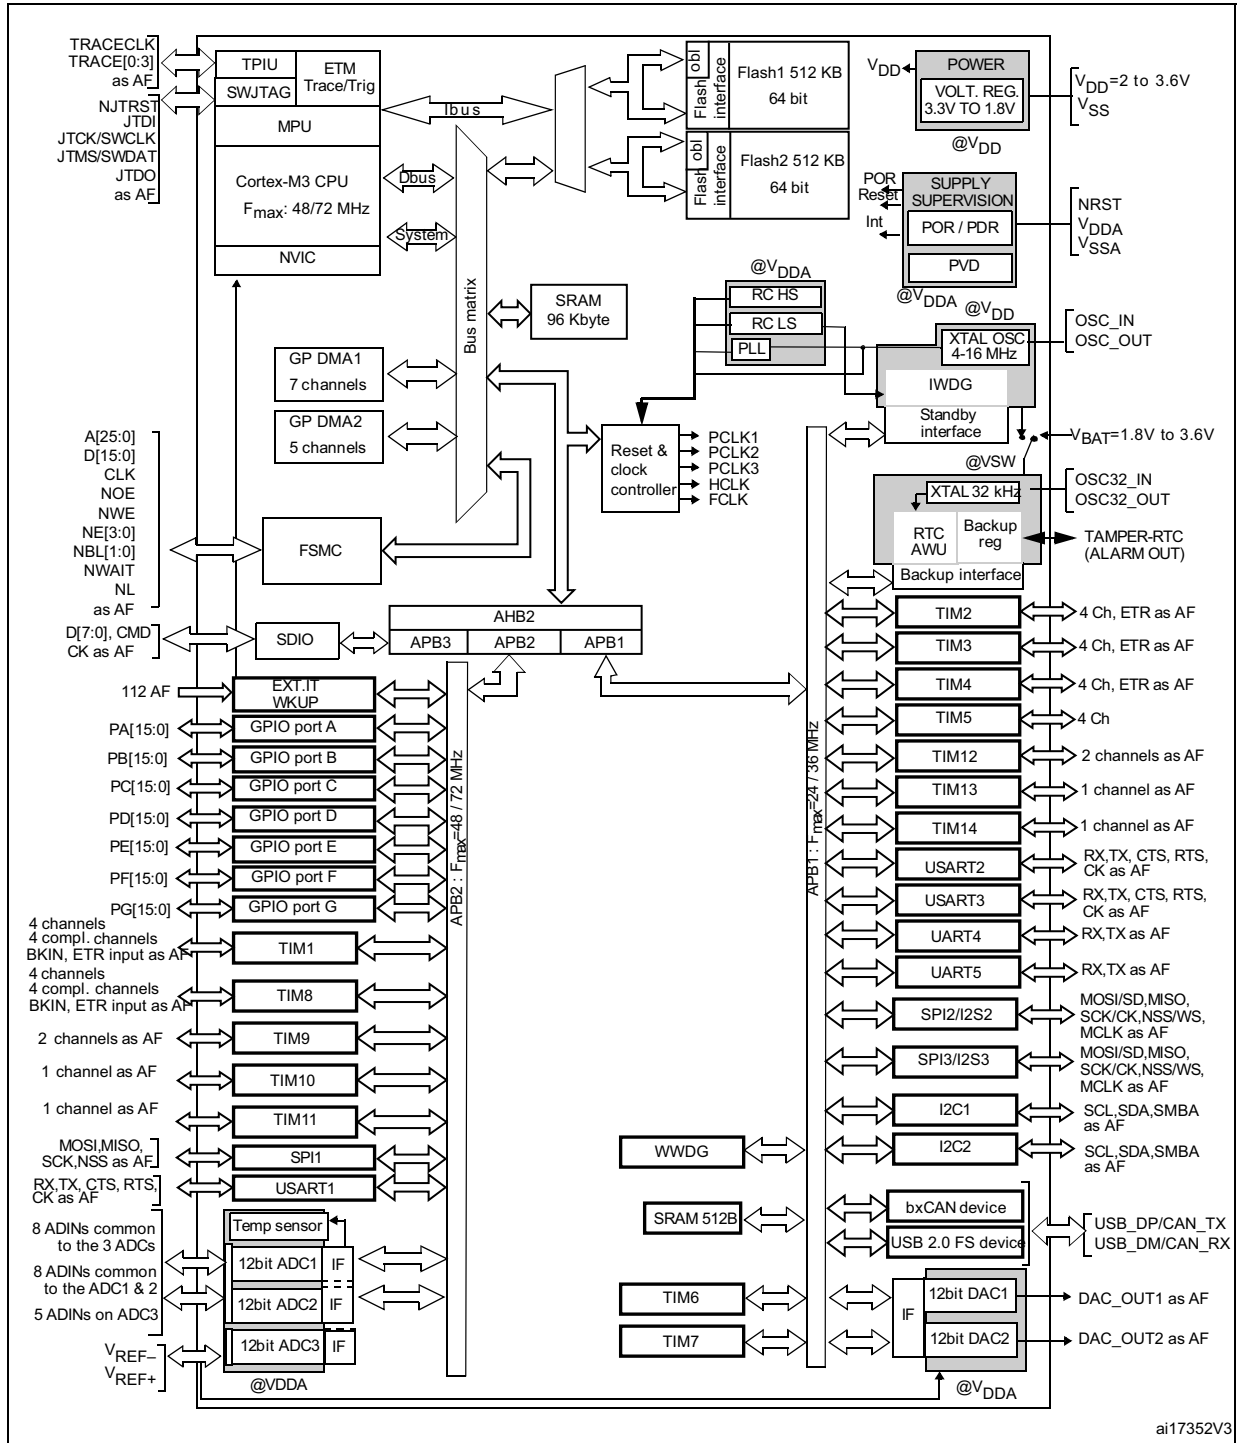 TRACECLK
TRACE[0:3]
as AF
NJTRST
JTDI
JTCK/SWCLK
JTMS/SWDAT
JTDO
as AF
TPIU
SWJTAG
ETM
Trace/Trig
MPU
Cortex-M3 CPU
Fmax: 48/72 MHz
NVIC
Ibus
Dbus
System
Bus matrix
Flash obl
interface
Flash1 512 KB
64 bit
Flash obl
interface
Flash2 512 KB
64 bit
VDD
POWER
VOLT. REG.
3.3V TO 1.8V
@VDD
VDD=2 to 3.6V
VSS
POR
Reset
Int
SUPPLY
SUPERVISION
POR / PDR
PVD
@VDDA
NRST
VDDA
VSSA
SRAM
96 Kbyte
@VDDA
RC HS
RC LS
PLL
@VDD
XTAL OSC
4-16 MHz
IWDG
Standby
interface
OSC_IN
OSC_OUT
GP DMA1
7 channels
GP DMA2
5 channels
Reset &
clock
controller
PCLK1
PCLK2
PCLK3
HCLK
FCLK
VBAT=1.8V to 3.6V
@VSW
XTAL 32 kHz
RTC
AWU
Backup
reg
Backup interface
OSC32_IN
OSC32_OUT
TAMPER-RTC
(ALARM OUT)
A[25:0]
D[15:0]
CLK
NOE
NWE
NE[3:0]
NBL[1:0]
NWAIT
NL
as AF
FSMC
D[7:0], CMD
CK as AF
SDIO
AHB2
APB3
APB2
APB1
112 AF
EXT.IT
WKUP
PA[15:0]
GPIO port A
PB[15:0]
GPIO port B
PC[15:0]
GPIO port C
PD[15:0]
GPIO port D
PE[15:0]
GPIO port E
PF[15:0]
GPIO port F
PG[15:0]
GPIO port G
4 channels
4 compl. channels
BKIN, ETR input as AF
TIM1
4 channels
4 compl. channels
BKIN, ETR input as AF
TIM8
2 channels as AF
TIM9
1 channel as AF
TIM10
1 channel as AF
TIM11
MOSI,MISO,
SCK,NSS as AF
SPI1
RX,TX, CTS, RTS,
CK as AF
USART1
8 ADINs common
to the 3 ADCs
8 ADINs common
to the ADC1 & 2
5 ADINs on ADC3
VREF–
VREF+
Temp sensor
12bit ADC1
IF
12bit ADC2
IF
12bit ADC3
IF
@VDDA
APB2 : Fmax=48 / 72 MHz
APB1 : Fmax=24 / 36 MHz
WWDG
SRAM 512B
TIM6
TIM7
TIM2
4 Ch, ETR as AF
TIM3
4 Ch, ETR as AF
TIM4
4 Ch, ETR as AF
TIM5
4 Ch
TIM12
2 channels as AF
TIM13
1 channel as AF
TIM14
1 channel as AF
USART2
RX,TX, CTS, RTS,
CK as AF
USART3
RX,TX, CTS, RTS,
CK as AF
UART4
RX,TX as AF
UART5
RX,TX as AF
SPI2/I2S2
MOSI/SD,MISO,
SCK/CK,NSS/WS,
MCLK as AF
SPI3/I2S3
MOSI/SD,MISO,
SCK/CK,NSS/WS,
MCLK as AF
I2C1
SCL,SDA,SMBA
as AF
I2C2
SCL,SDA,SMBA
as AF
bxCAN device
USB 2.0 FS device
USB_DP/CAN_TX
USB_DM/CAN_RX
IF
12bit DAC1
DAC_OUT1 as AF
12bit DAC2
DAC_OUT2 as AF
@VDDA
ai17352V3